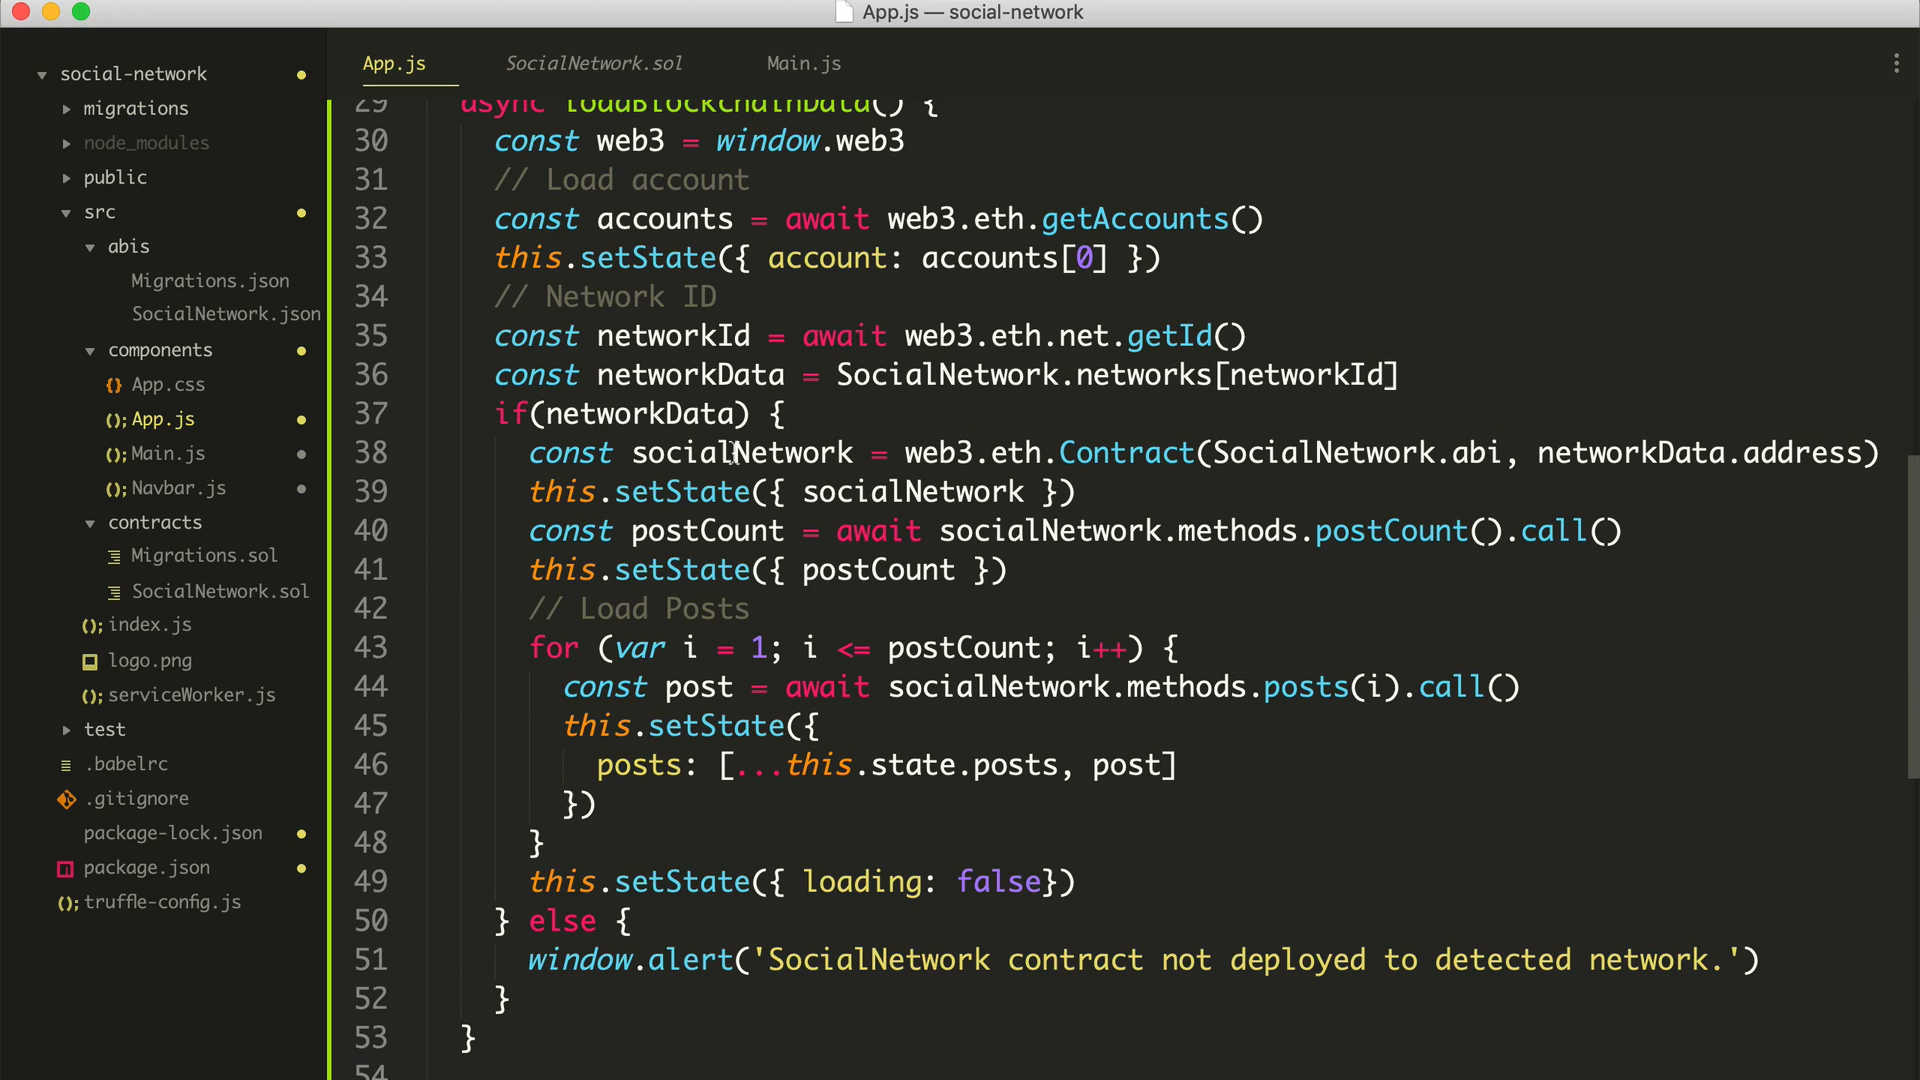 App.js — social-network
social-network
migrations
node_modules
public
src
abis
Migrations.json
SocialNetwork.json
components
{} App.css
(); App.js
(); Main.js
(); Navbar.js
contracts
Migrations.sol
SocialNetwork.sol
(); index.js
logo.png
(); serviceWorker.js
test
.babelrc
.gitignore
package-lock.json
package.json
(); truffle-config.js
App.js SocialNetwork.sol Main.js
29 async loadBlockchainData() {
30 const web3 = window.web3
31 // Load account
32 const accounts = await web3.eth.getAccounts()
33 this.setState({ account: accounts[0] })
34 // Network ID
35 const networkId = await web3.eth.net.getId()
36 const networkData = SocialNetwork.networks[networkId]
37 if(networkData) {
38 const socialNetwork = web3.eth.Contract(SocialNetwork.abi, networkData.address)
39 this.setState({ socialNetwork })
40 const postCount = await socialNetwork.methods.postCount().call()
41 this.setState({ postCount })
42 // Load Posts
43 for (var i = 1; i <= postCount; i++) {
44 const post = await socialNetwork.methods.posts(i).call()
45 this.setState({
46 posts: [...this.state.posts, post]
47 })
48 }
49 this.setState({ loading: false})
50 } else {
51 window.alert('SocialNetwork contract not deployed to detected network.')
52 }
53 }
54